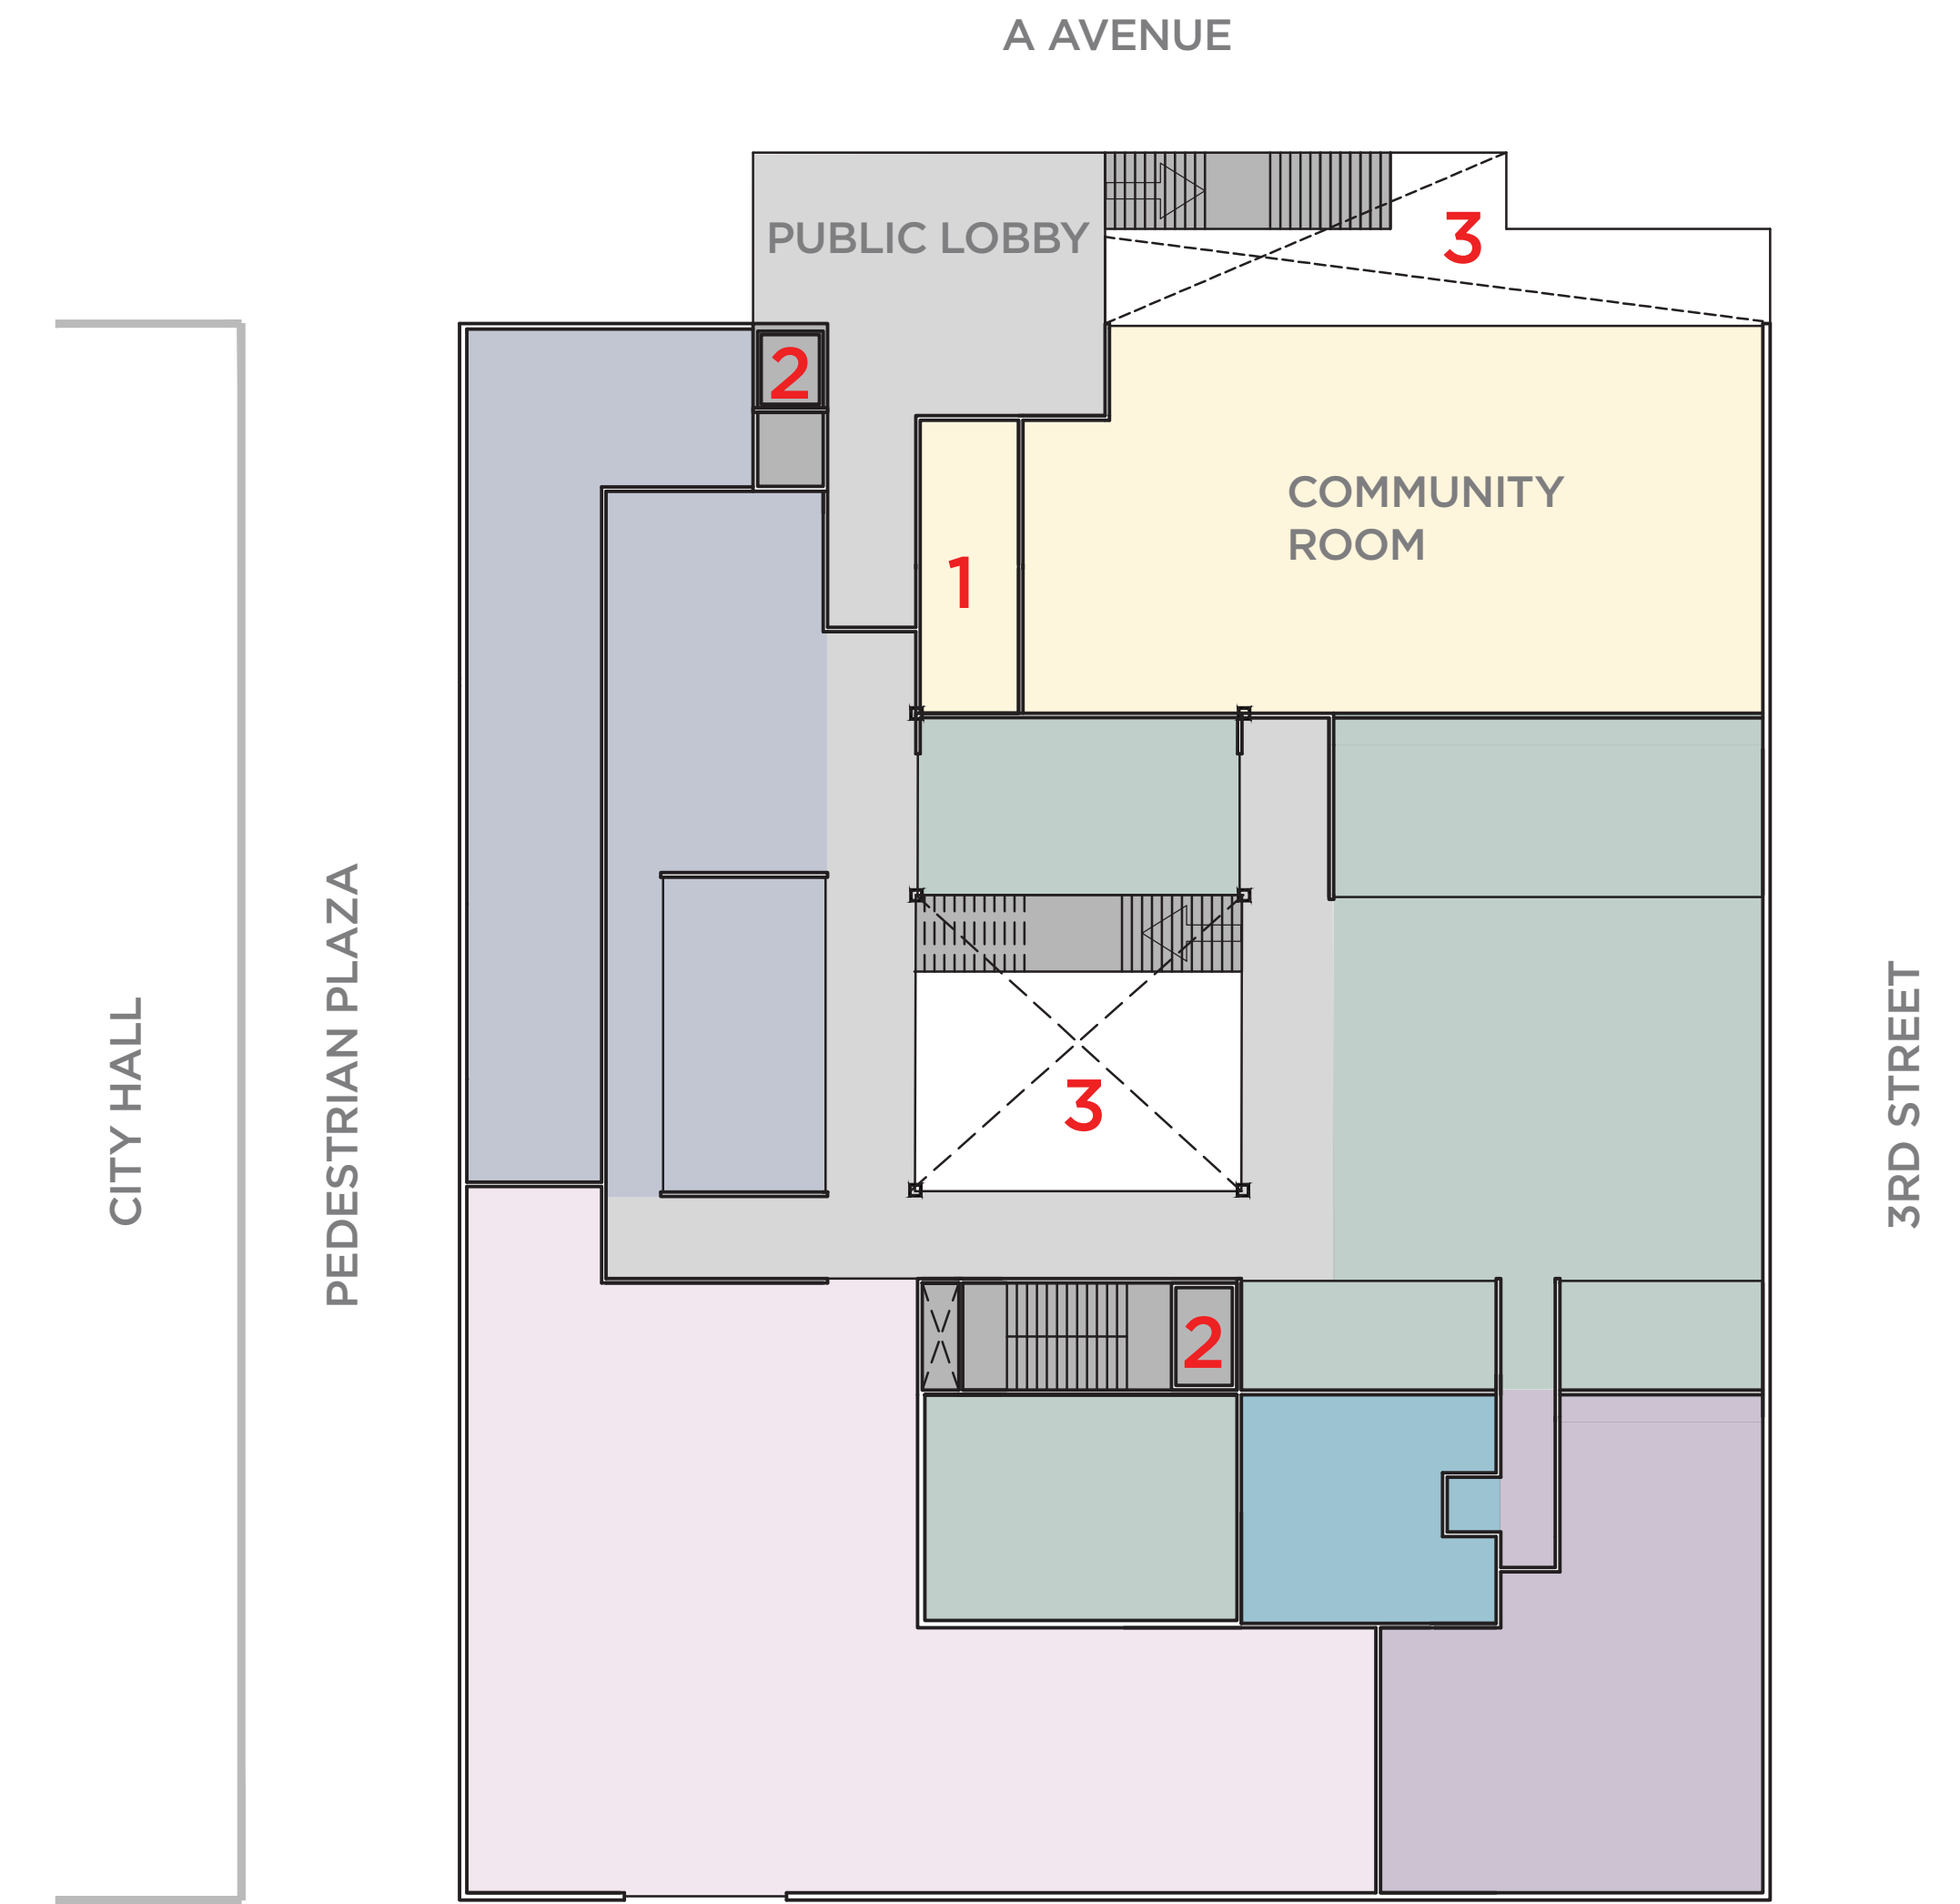 A AVENUE
PUBLIC LOBBY
3
2
COMMUNITY
ROOM
1
PEDESTRIAN PLAZA
CITY HALL
3RD STREET
3
2